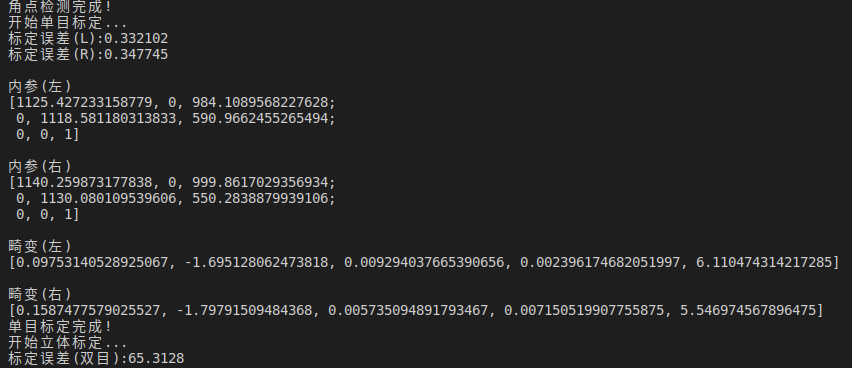 角点检测完成!
开始单目标定...
标定误差(L):0.332102
标定误差(R):0.347745
内参(左)
[1125.427233158779, 0, 984.1089568227628;
0, 1118.581180313833, 590.9662455265494;
0, 0, 1]
内参(右)
[1140.259873177838, 0, 999.8617029356934;
0, 1130.080109539606, 550.2838879939106;
0, 0, 1]
畸变(左)
[0.09753140528925067, -1.695128062473818, 0.009294037665390656, 0.002396174682051997, 6.110474314217285]
畸变(右)
[0.1587477579025527, -1.79791509484368, 0.005735094891793467, 0.007150519907755875, 5.546974567896475]
单目标定完成!
开始立体标定...
标定误差(双目):65.3128